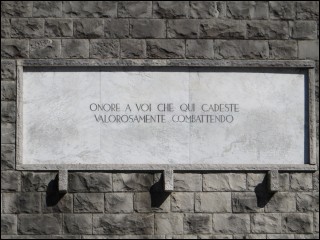 ONORE A VOI CHE QUI CADESTE
VALOROSAMENTE COMBATTENDO